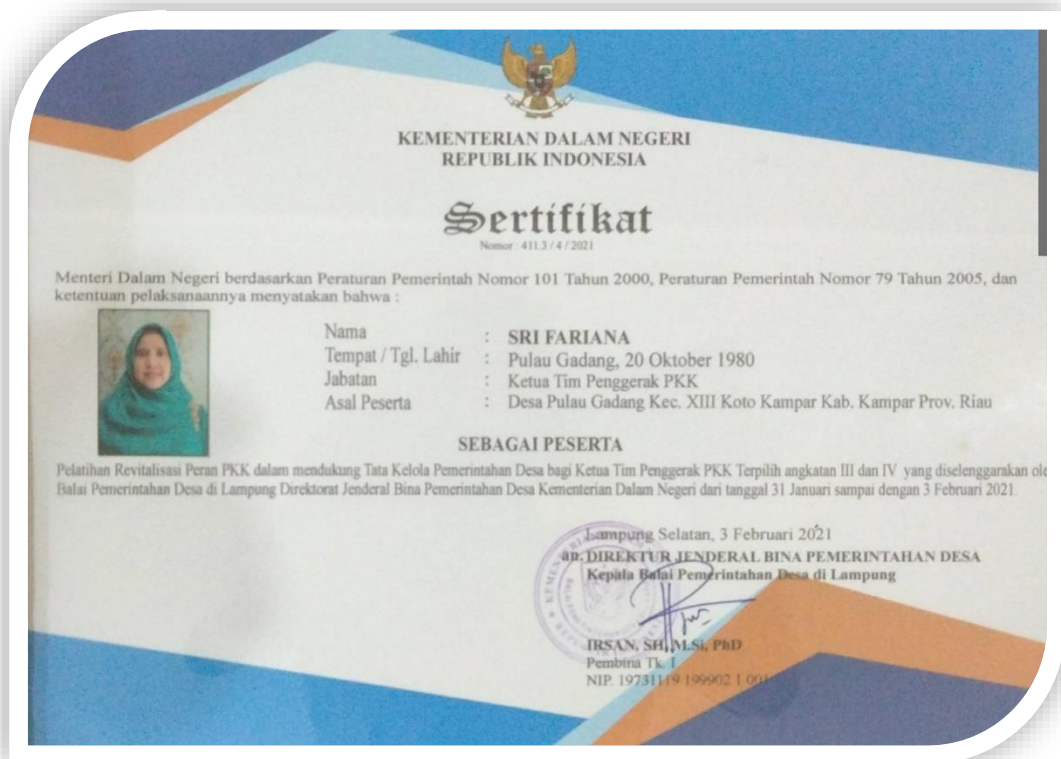 KEMENTERIAN DALAM NEGERI
REPUBLIK INDONESIA
Sertifikat
Nomor : 411.3 / 4 / 2021
Menteri Dalam Negeri berdasarkan Peraturan Pemerintah Nomor 101 Tahun 2000, Peraturan Pemerintah Nomor 79 Tahun 2005, dan
ketentuan pelaksanaannya menyatakan bahwa :
Nama : SRI FARIANA
Tempat / Tgl. Lahir : Pulau Gadang, 20 Oktober 1980
Jabatan : Ketua Tim Penggerak PKK
Asal Peserta : Desa Pulau Gadang Kec. XIII Koto Kampar Kab. Kampar Prov. Riau
SEBAGAI PESERTA
Pelatihan Revitalisasi Peran PKK dalam mendukung Tata Kelola Pemerintahan Desa bagi Ketua Tim Penggerak PKK Terpilih angkatan III dan IV yang diselenggarakan ole
Balai Pemerintahan Desa di Lampung Direktorat Jenderal Bina Pemerintahan Desa Kementerian Dalam Negeri dari tanggal 31 Januari sampai dengan 3 Februari 2021.
Lampung Selatan, 3 Februari 2021
an. DIREKTUR JENDERAL BINA PEMERINTAHAN DESA
Kepala Balai Pemerintahan Desa di Lampung
IRSAN, SH, M.Si, PhD
Pembina Tk. I
NIP. 19731119 199902 1 001